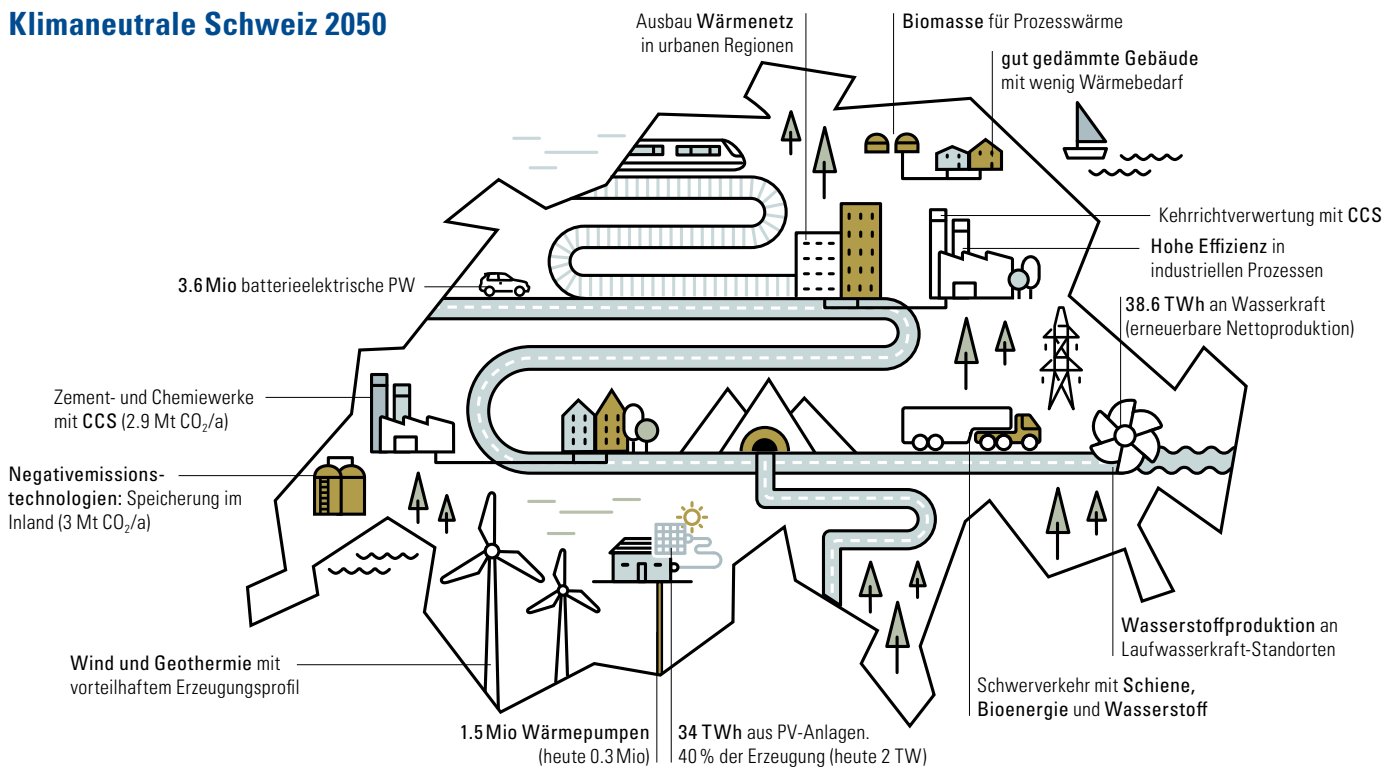 Klimaneutrale Schweiz 2050
Ausbau Wärmenetz
in urbanen Regionen
Biomasse für Prozesswärme
gut gedämmte Gebäude
mit wenig Wärmebedarf
Kehrrichtverwertung mit CCS
Hohe Effizienz in
industriellen Prozessen
3.6 Mio batterieelektrische PW
38.6 TWh an Wasserkraft
(erneuerbare Nettoproduktion)
Zement- und Chemiewerke
mit CCS (2.9 Mt CO₂/a)
Negativemissions-
technologien: Speicherung im
Inland (3 Mt CO₂/a)
Wind und Geothermie mit
vorteilhaftem Erzeugungsprofil
Wasserstoffproduktion an
Laufwasserkraft-Standorten
Schwerverkehr mit Schiene,
Bioenergie und Wasserstoff
1.5 Mio Wärmepumpen
(heute 0.3 Mio)
34 TWh aus PV-Anlagen.
40 % der Erzeugung (heute 2 TW)